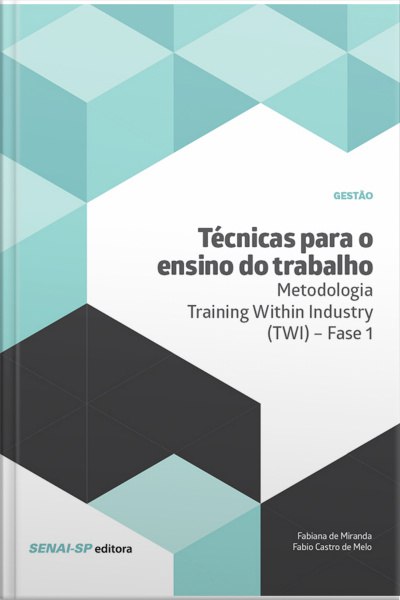 GESTÃO
Técnicas para o
ensino do trabalho
Metodologia
Training Within Industry
(TWI) – Fase 1
Fabiana de Miranda
Fabio Castro de Melo
SENAI-SP editora